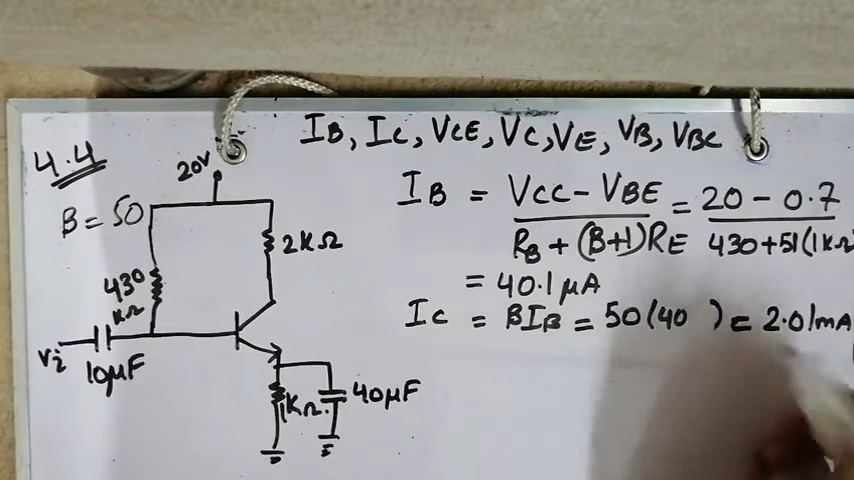 IB, IC, VCE, VC, VE, VB, VBC
4.4
20V
B = 50
IB = VCC - VBE / RB + (B+1)RE = 20 - 0.7 / 430+51(1KΩ
= 40.1 μA
IC = BIB = 50(40 ) = 2.01mA
430 KΩ
2KΩ
Vi
10μF
1KΩ.
40μF